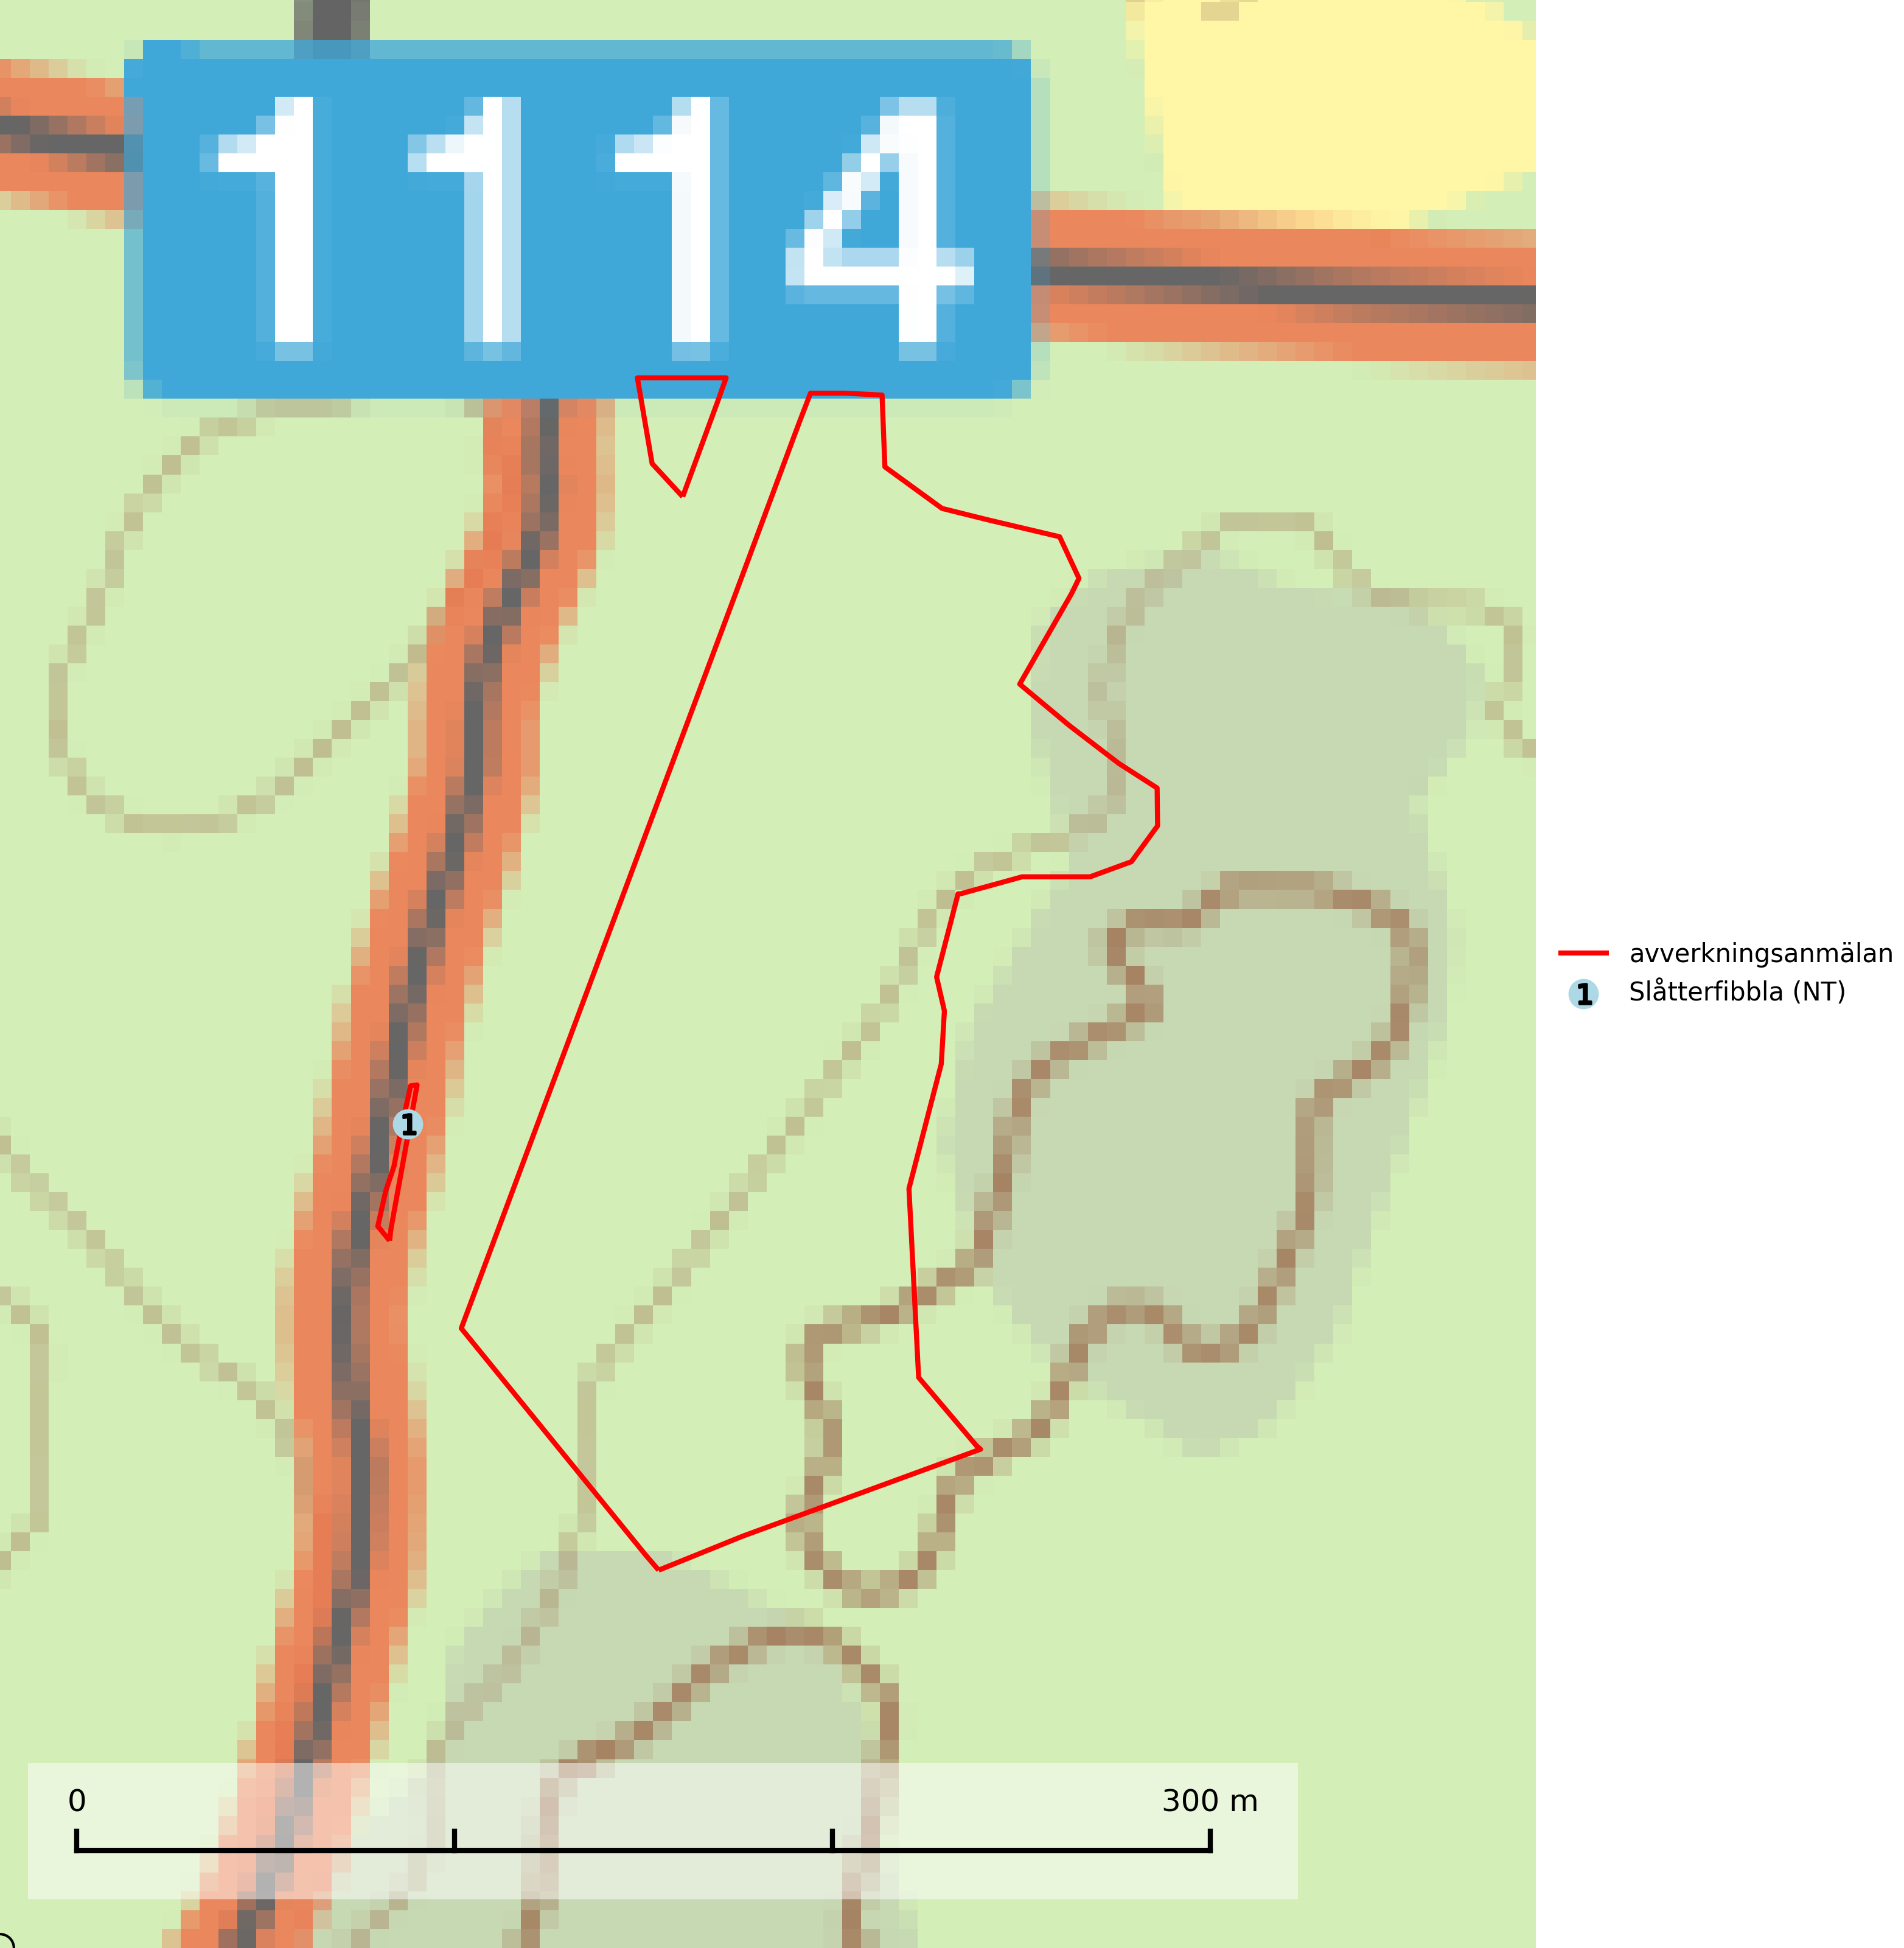 1114
avverkningsanmälan
1 Slåtterfibbla (NT)
1
0 300 m